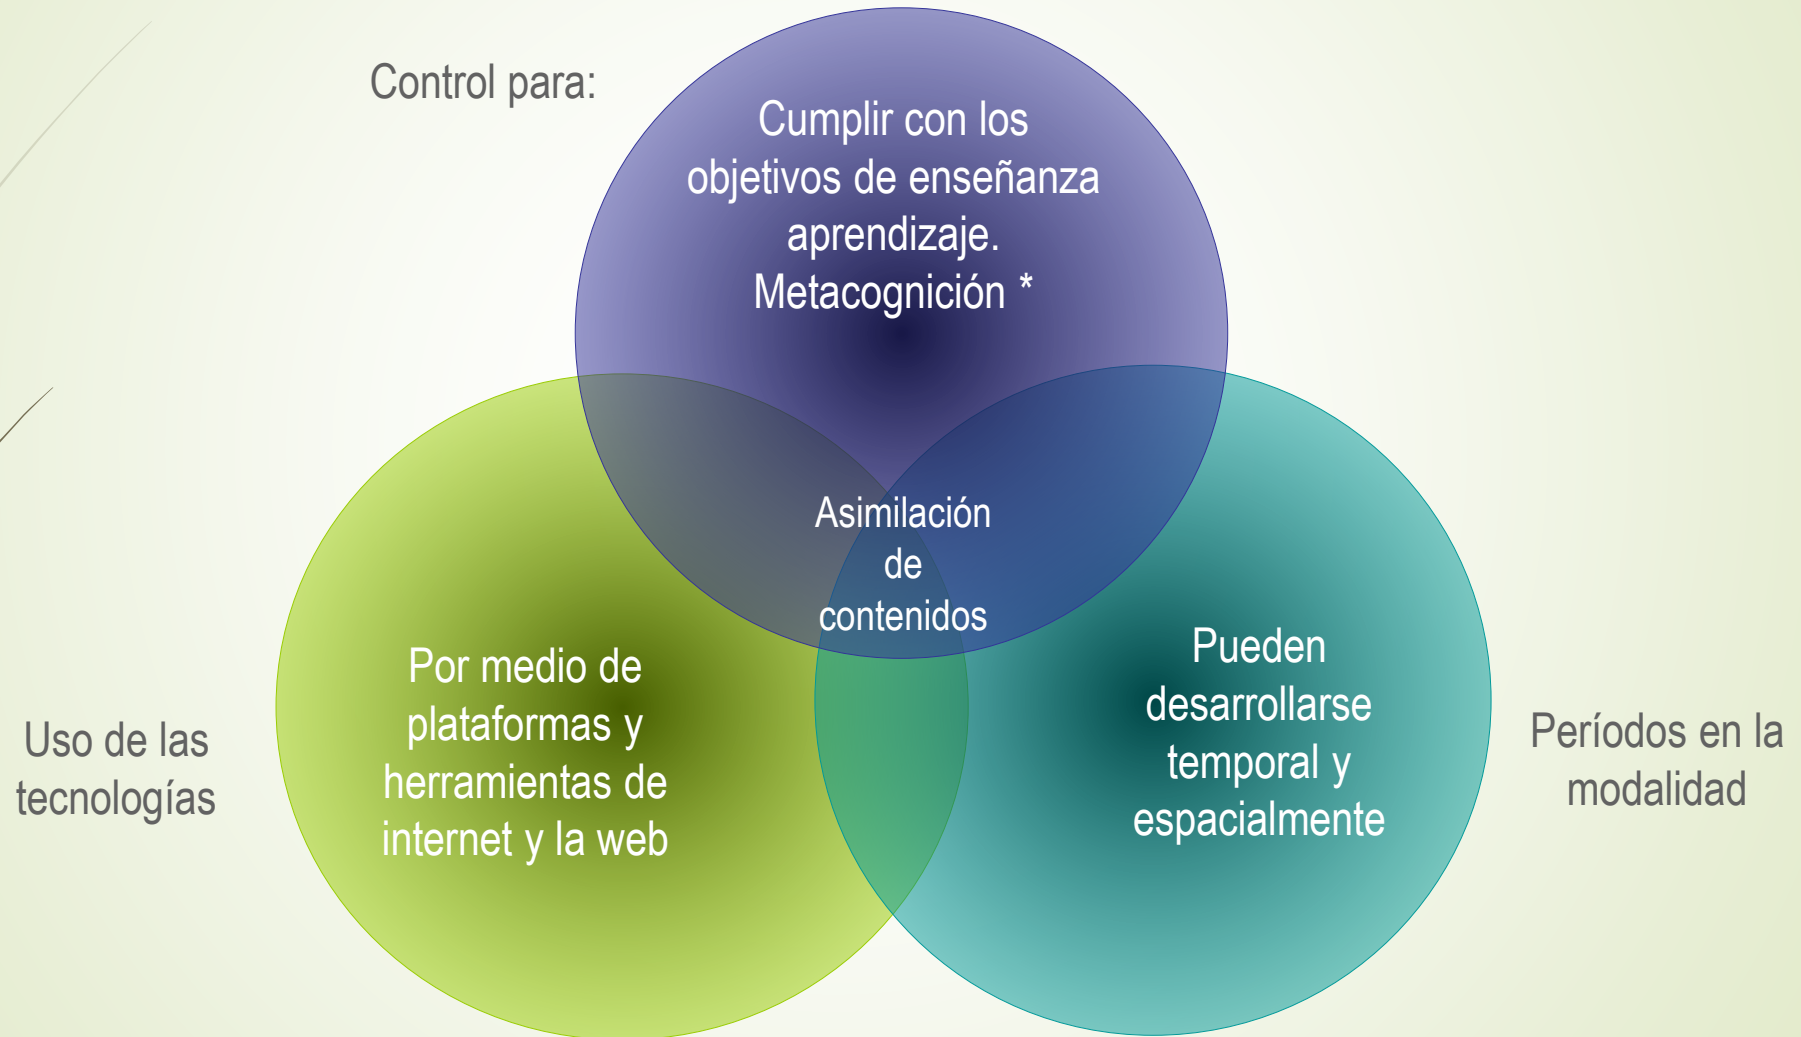 Control para:
Cumplir con los
objetivos de enseñanza
aprendizaje.
Metacognición *
Asimilación
de
contenidos
Uso de las
tecnologías
Por medio de
plataformas y
herramientas de
internet y la web
Pueden
desarrollarse
temporal y
espacialmente
Períodos en la
modalidad